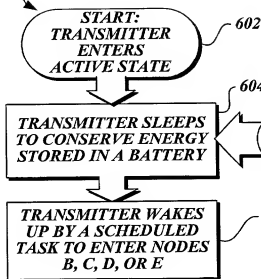 START:
TRANSMITTER
ENTERS
ACTIVE STATE
602
604
TRANSMITTER SLEEPS
TO CONSERVE ENERGY
STORED IN A BATTERY
TRANSMITTER WAKES
UP BY A SCHEDULED
TASK TO ENTER NODES
B, C, D, OR E